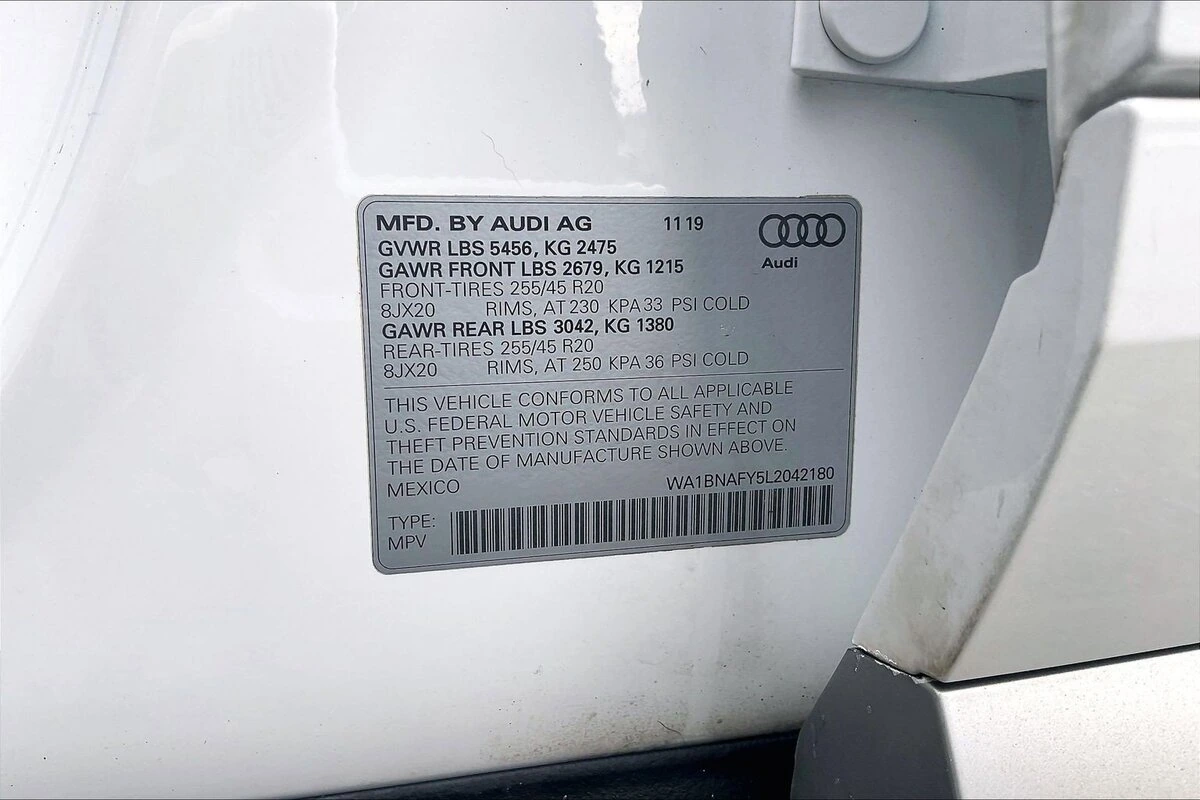 MFD. BY AUDI AG 11 19
Audi
GVWR LBS 5456, KG 2475
GAWR FRONT LBS 2679, KG 1215
FRONT-TIRES 255/45 R20
8JX20 RIMS, AT 230 KPA 33 PSI COLD
GAWR REAR LBS 3042, KG 1380
REAR-TIRES 255/45 R20
8JX20 RIMS, AT 250 KPA 36 PSI COLD
THIS VEHICLE CONFORMS TO ALL APPLICABLE
U.S. FEDERAL MOTOR VEHICLE SAFETY AND
THEFT PREVENTION STANDARDS IN EFFECT ON
THE DATE OF MANUFACTURE SHOWN ABOVE.
MEXICO WA1BNAFY5L2042180
TYPE:
MPV